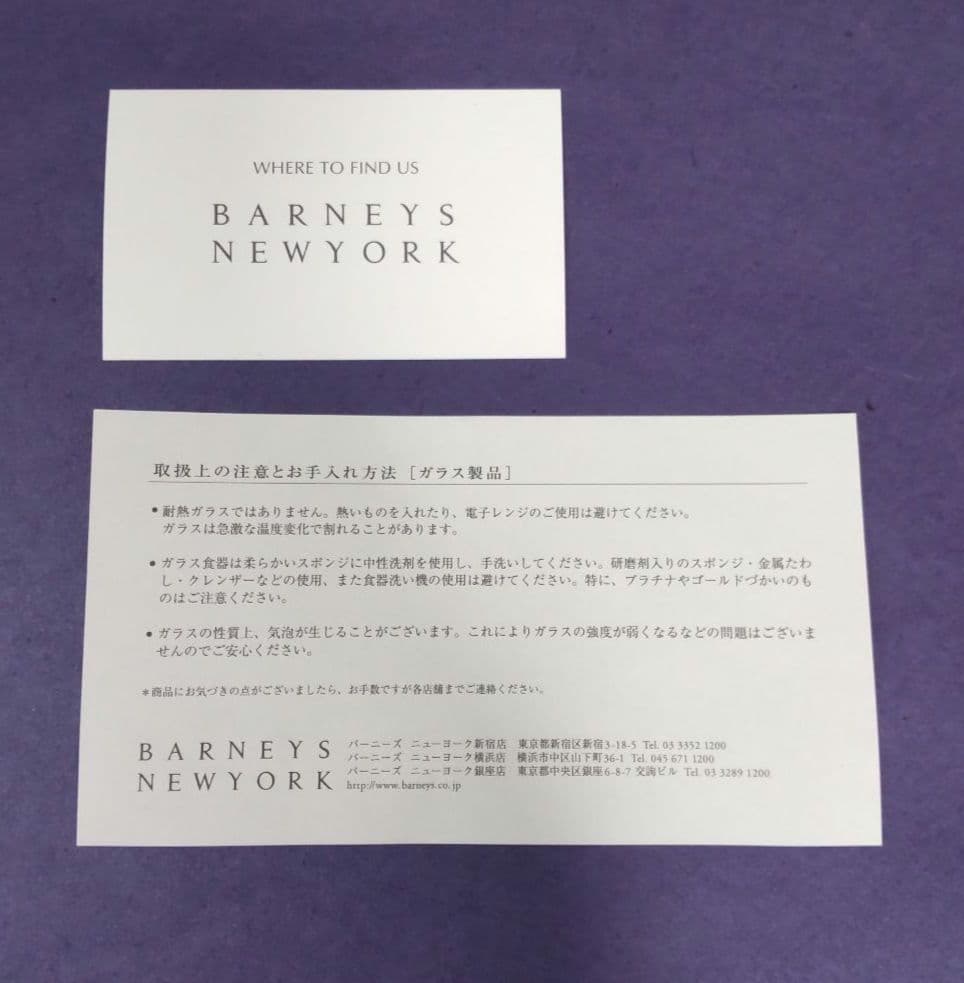 WHERE TO FIND US
BARNEYS
NEWYORK
取扱上の注意とお手入れ方法［ガラス製品］
● 耐熱ガラスではありません。熱いものを入れたり、電子レンジのご使用は避けてください。
ガラスは急激な温度変化で割れることがあります。
● ガラス食器は柔らかいスポンジに中性洗剤を使用し、手洗いしてください。研磨剤入りのスポンジ・金属たわ
し・クレンザーなどの使用、また食器洗い機の使用は避けてください。特に、プラチナやゴールドづかいのも
のはご注意ください。
● ガラスの性質上、気泡が生じることがございます。これによりガラスの強度が弱くなるなどの問題はございま
せんのでご安心ください。
＊商品にお気づきの点がございましたら、お手数ですが各店舗までご連絡ください。
BARNEYS
NEWYORK
バーニーズ ニューヨーク新宿店 東京都新宿区新宿3-18-5 Tel. 03 3352 1200
バーニーズ ニューヨーク横浜店 横浜市中区山下町36-1 Tel. 045 671 1200
バーニーズ ニューヨーク銀座店 東京都中央区銀座6-8-7 交詢ビル Tel. 03 3289 1200
http://www.barneys.co.jp